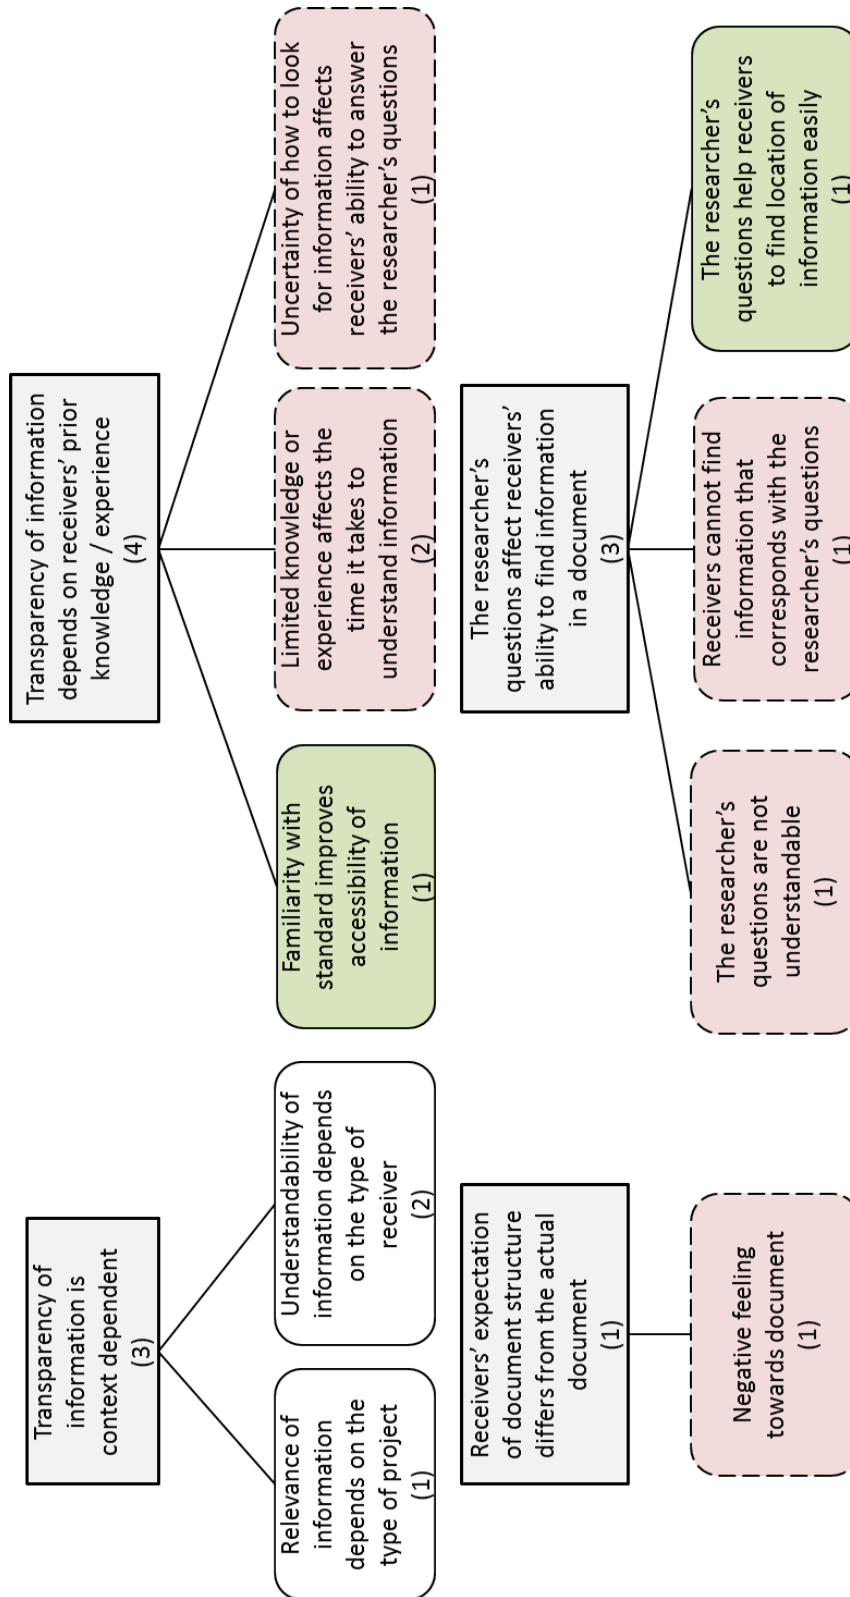 Transparency of
information is
context dependent
(3)
Relevance of
information
depends on the
type of project
(1)
Understandability of
information depends
on the type of
receiver
(2)
Transparency of information
depends on receivers’ prior
knowledge / experience
(4)
Familiarity with
standard improves
accessibility of
information
(1)
Limited knowledge or
experience affects the
time it takes to
understand information
(2)
Uncertainty of how to look
for information affects
receivers’ ability to answer
the researcher’s questions
(1)
Receivers’ expectation
of document structure
differs from the actual
document
(1)
Negative feeling
towards document
(1)
The researcher’s
questions affect receivers’
ability to find information
in a document
(3)
The researcher’s
questions are not
understandable
(1)
Receivers cannot find
information that
corresponds with the
researcher’s questions
(1)
The researcher’s
questions help receivers
to find location of
information easily
(1)